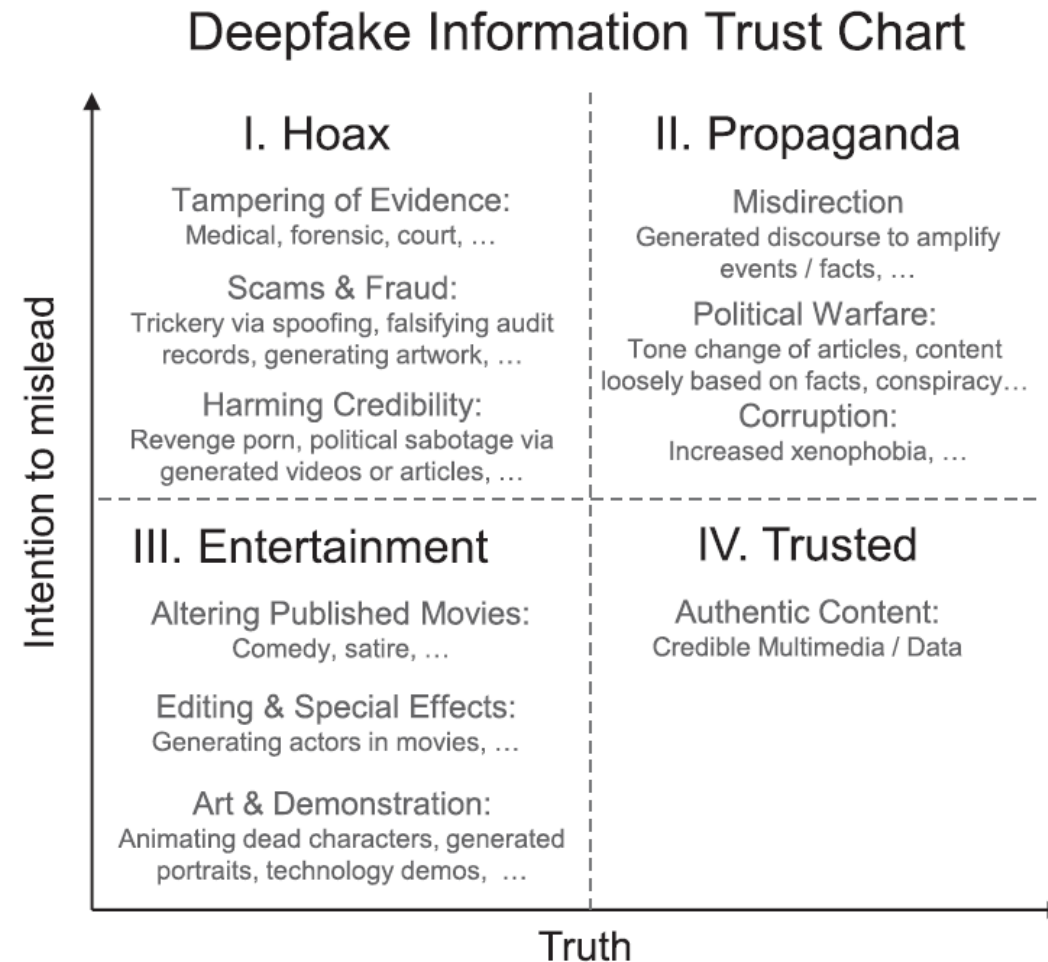 Deepfake Information Trust Chart
Intention to mislead
I. Hoax
Tampering of Evidence:
Medical, forensic, court, …
Scams & Fraud:
Trickery via spoofing, falsifying audit
records, generating artwork, …
Harming Credibility:
Revenge porn, political sabotage via
generated videos or articles, …
II. Propaganda
Misdirection
Generated discourse to amplify
events / facts, …
Political Warfare:
Tone change of articles, content
loosely based on facts, conspiracy…
Corruption:
Increased xenophobia, …
III. Entertainment
Altering Published Movies:
Comedy, satire, …
Editing & Special Effects:
Generating actors in movies, …
Art & Demonstration:
Animating dead characters, generated
portraits, technology demos, …
IV. Trusted
Authentic Content:
Credible Multimedia / Data
Truth